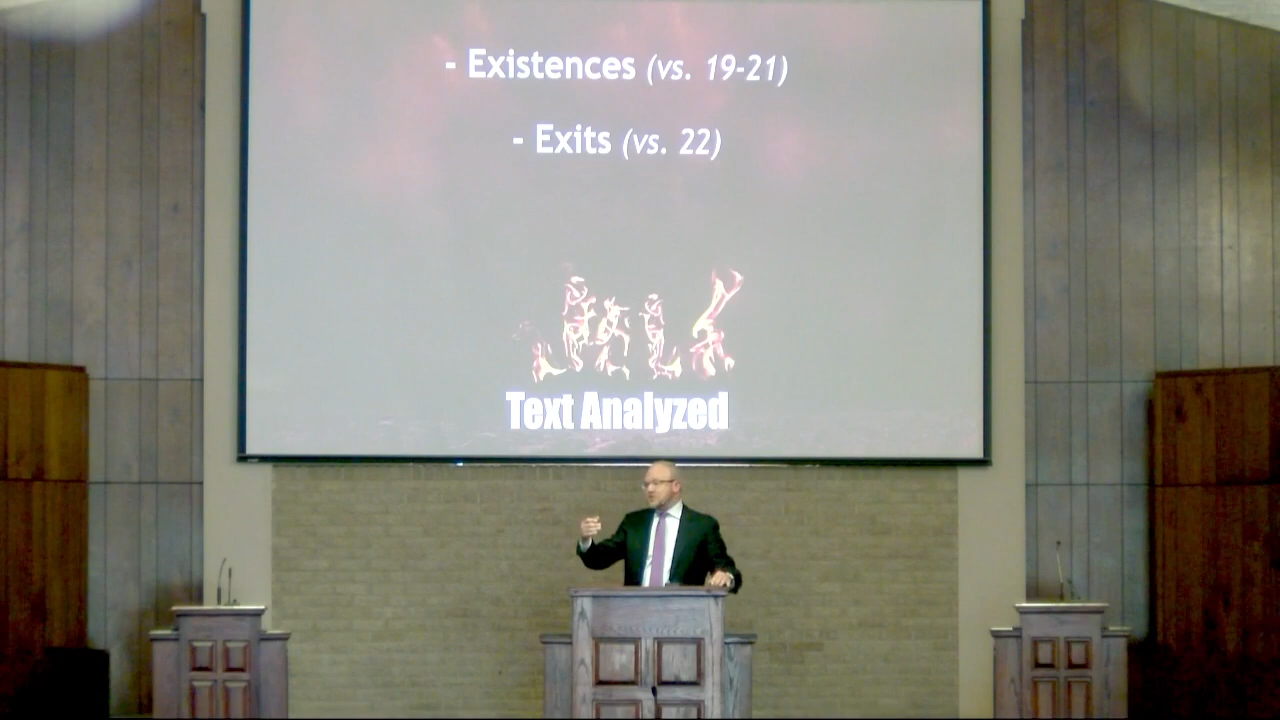 - Existences (vs. 19-21)
- Exits (vs. 22)
Text Analyzed